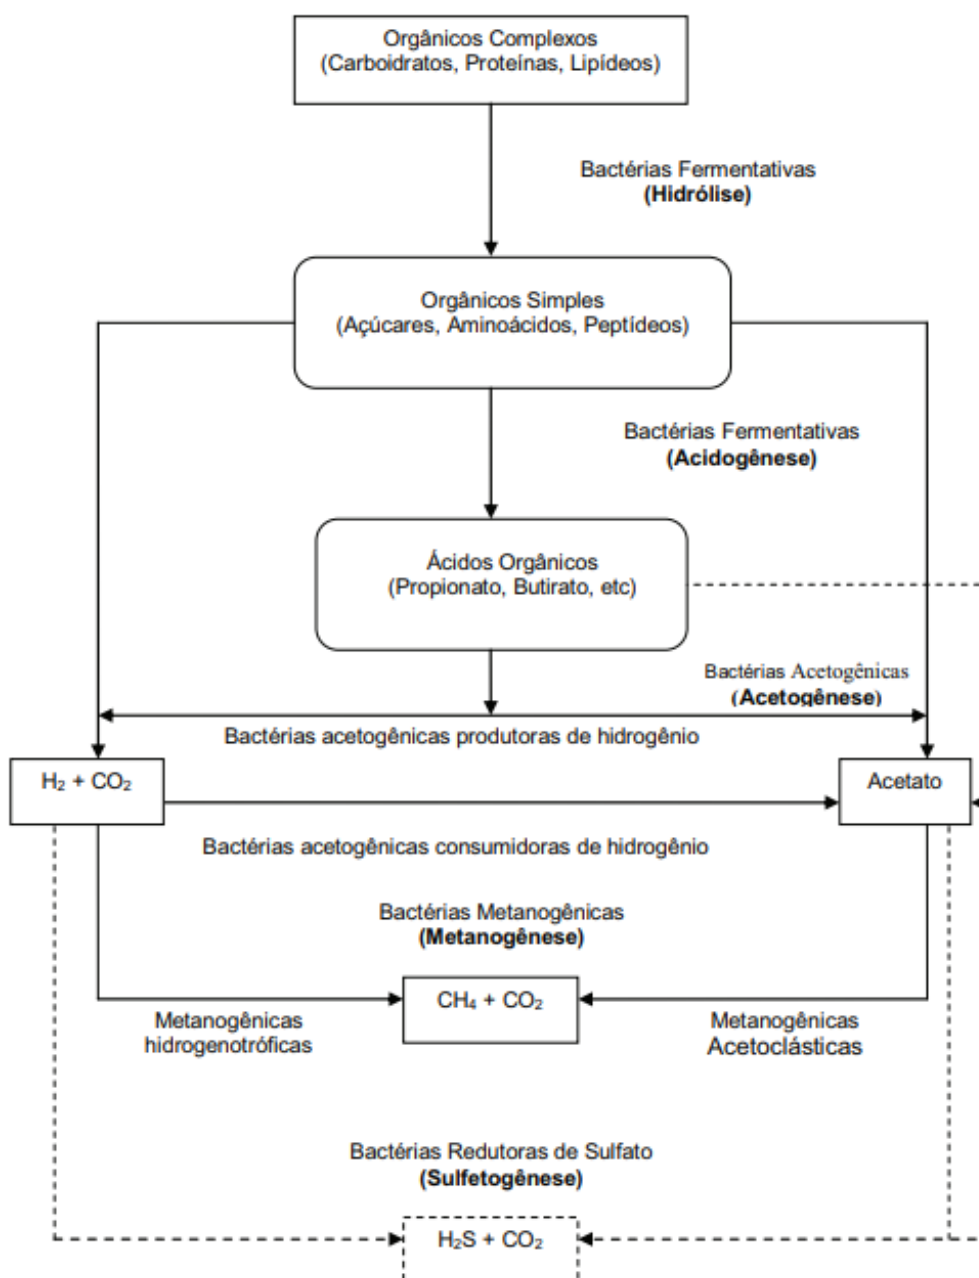 Orgânicos Complexos
(Carboidratos, Proteínas, Lipídeos)
Bactérias Fermentativas
(Hidrólise)
Orgânicos Simples
(Açúcares, Aminoácidos, Peptídeos)
Bactérias Fermentativas
(Acidogênese)
Ácidos Orgânicos
(Propionato, Butirato, etc)
Bactérias Acetogênicas
(Acetogênese)
Bactérias acetogênicas produtoras de hidrogênio
H₂ + CO₂
Acetato
Bactérias acetogênicas consumidoras de hidrogênio
Bactérias Metanogênicas
(Metanogênese)
CH₄ + CO₂
Metanogênicas
hidrogenotróficas
Metanogênicas
Acetoclásticas
Bactérias Redutoras de Sulfato
(Sulfetogênese)
H₂S + CO₂